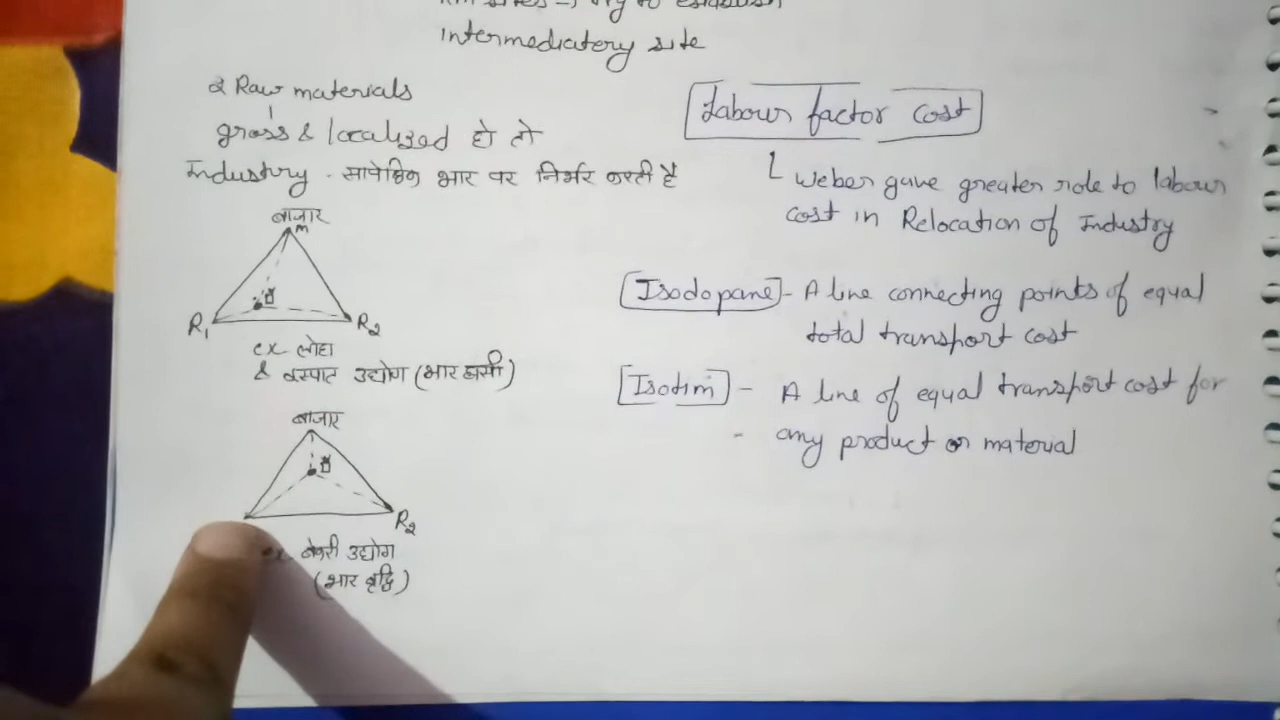 intermediatory site
2 Raw materials
gross & localized हो तो
Industry - सापेक्षिक भार पर निर्भर करती है
बाजार
m
R1
R2
ex लोहा
& इस्पात उद्योग (भार ह्रासी)
बाजार
R2
ex बेकरी उद्योग
(भार वृद्धि)
Labour factor cost
Weber gave greater role to labour
cost in Relocation of Industry
Isodopane - A line connecting points of equal
total transport cost
Isotim - A line of equal transport cost for
any product or material